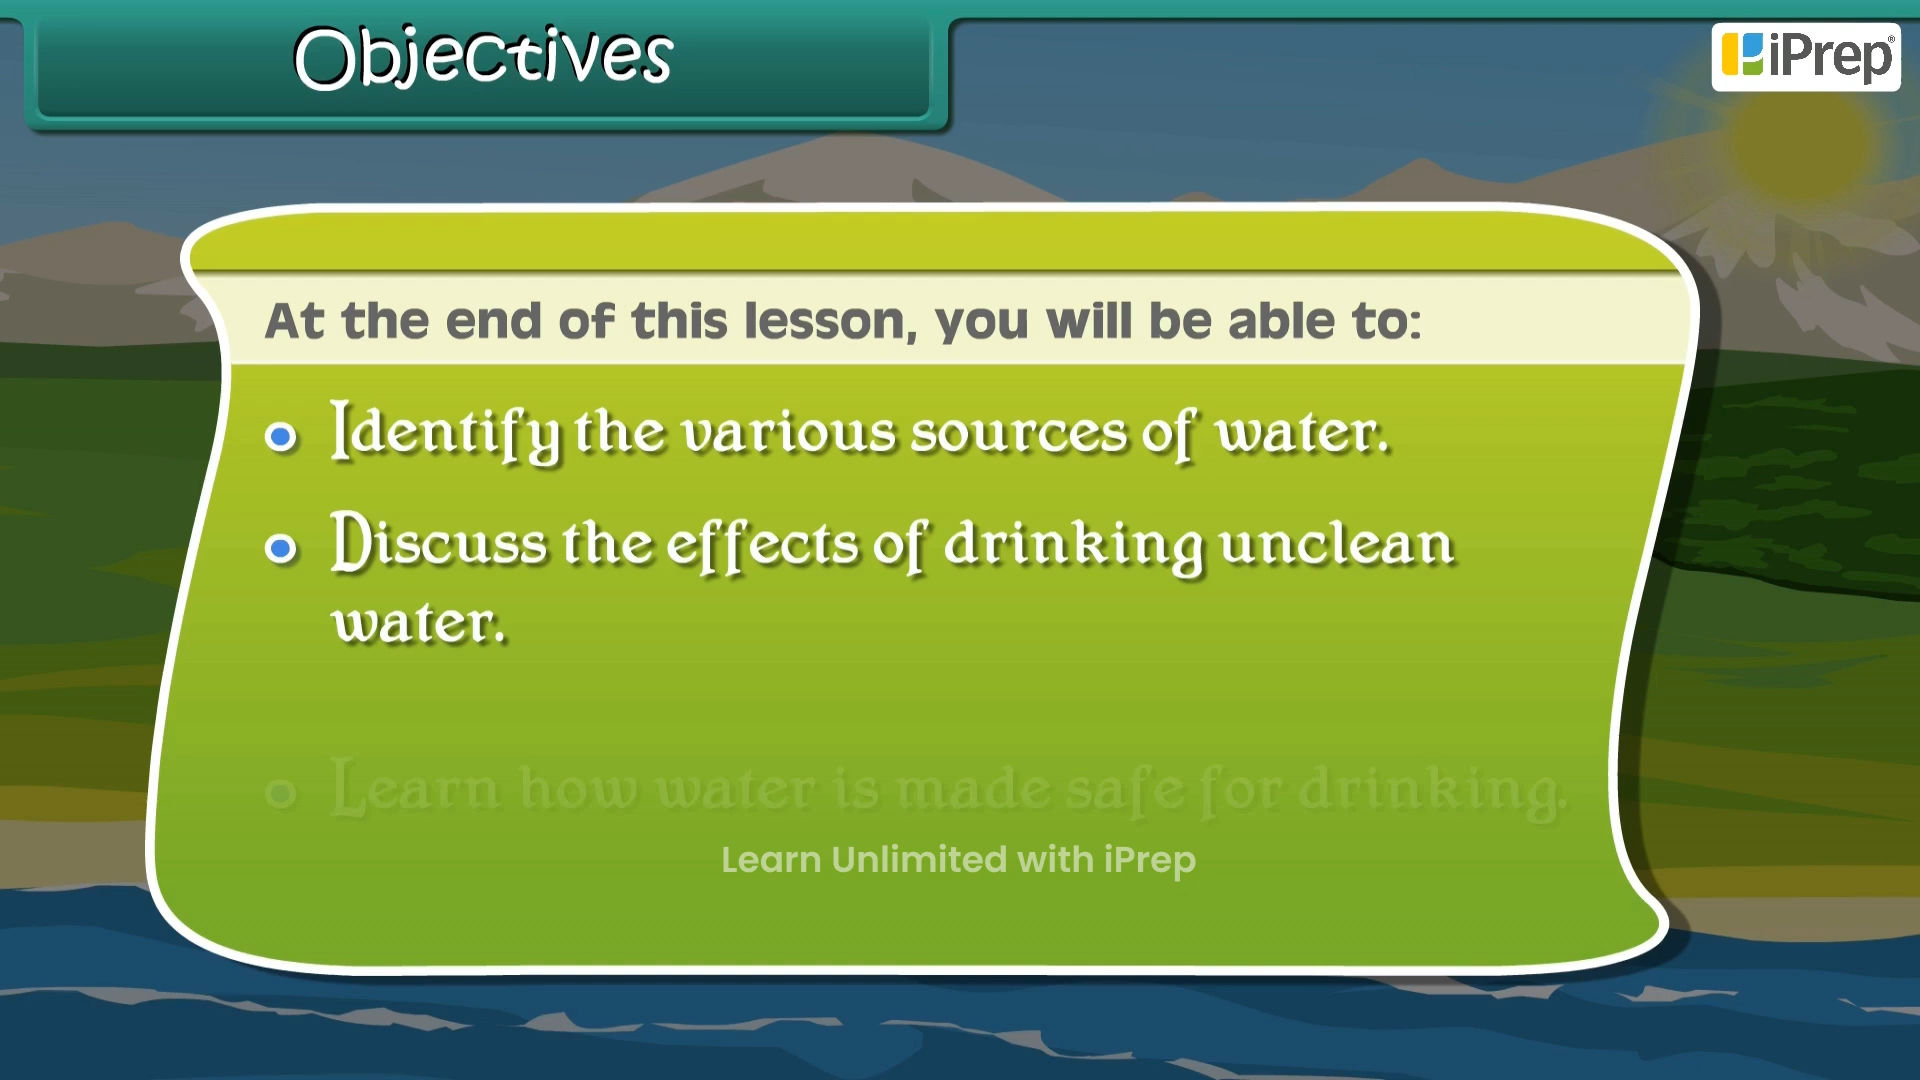 Objectives
iPrep®
At the end of this lesson, you will be able to:
Identify the various sources of water.
Discuss the effects of drinking unclean
water.
Learn how water is made safe for drinking.
Learn Unlimited with iPrep